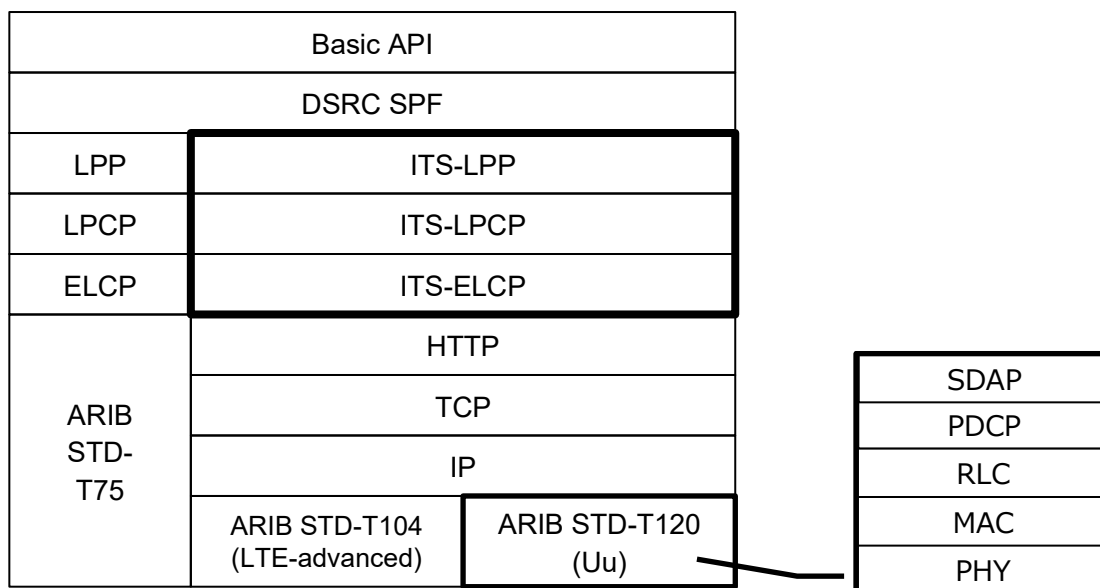 Basic API
DSRC SPF
LPP
ITS-LPP
LPCP
ITS-LPCP
ELCP
ITS-ELCP
ARIB
STD-
T75
HTTP
TCP
IP
ARIB STD-T104
(LTE-advanced)
ARIB STD-T120
(Uu)
SDAP
PDCP
RLC
MAC
PHY